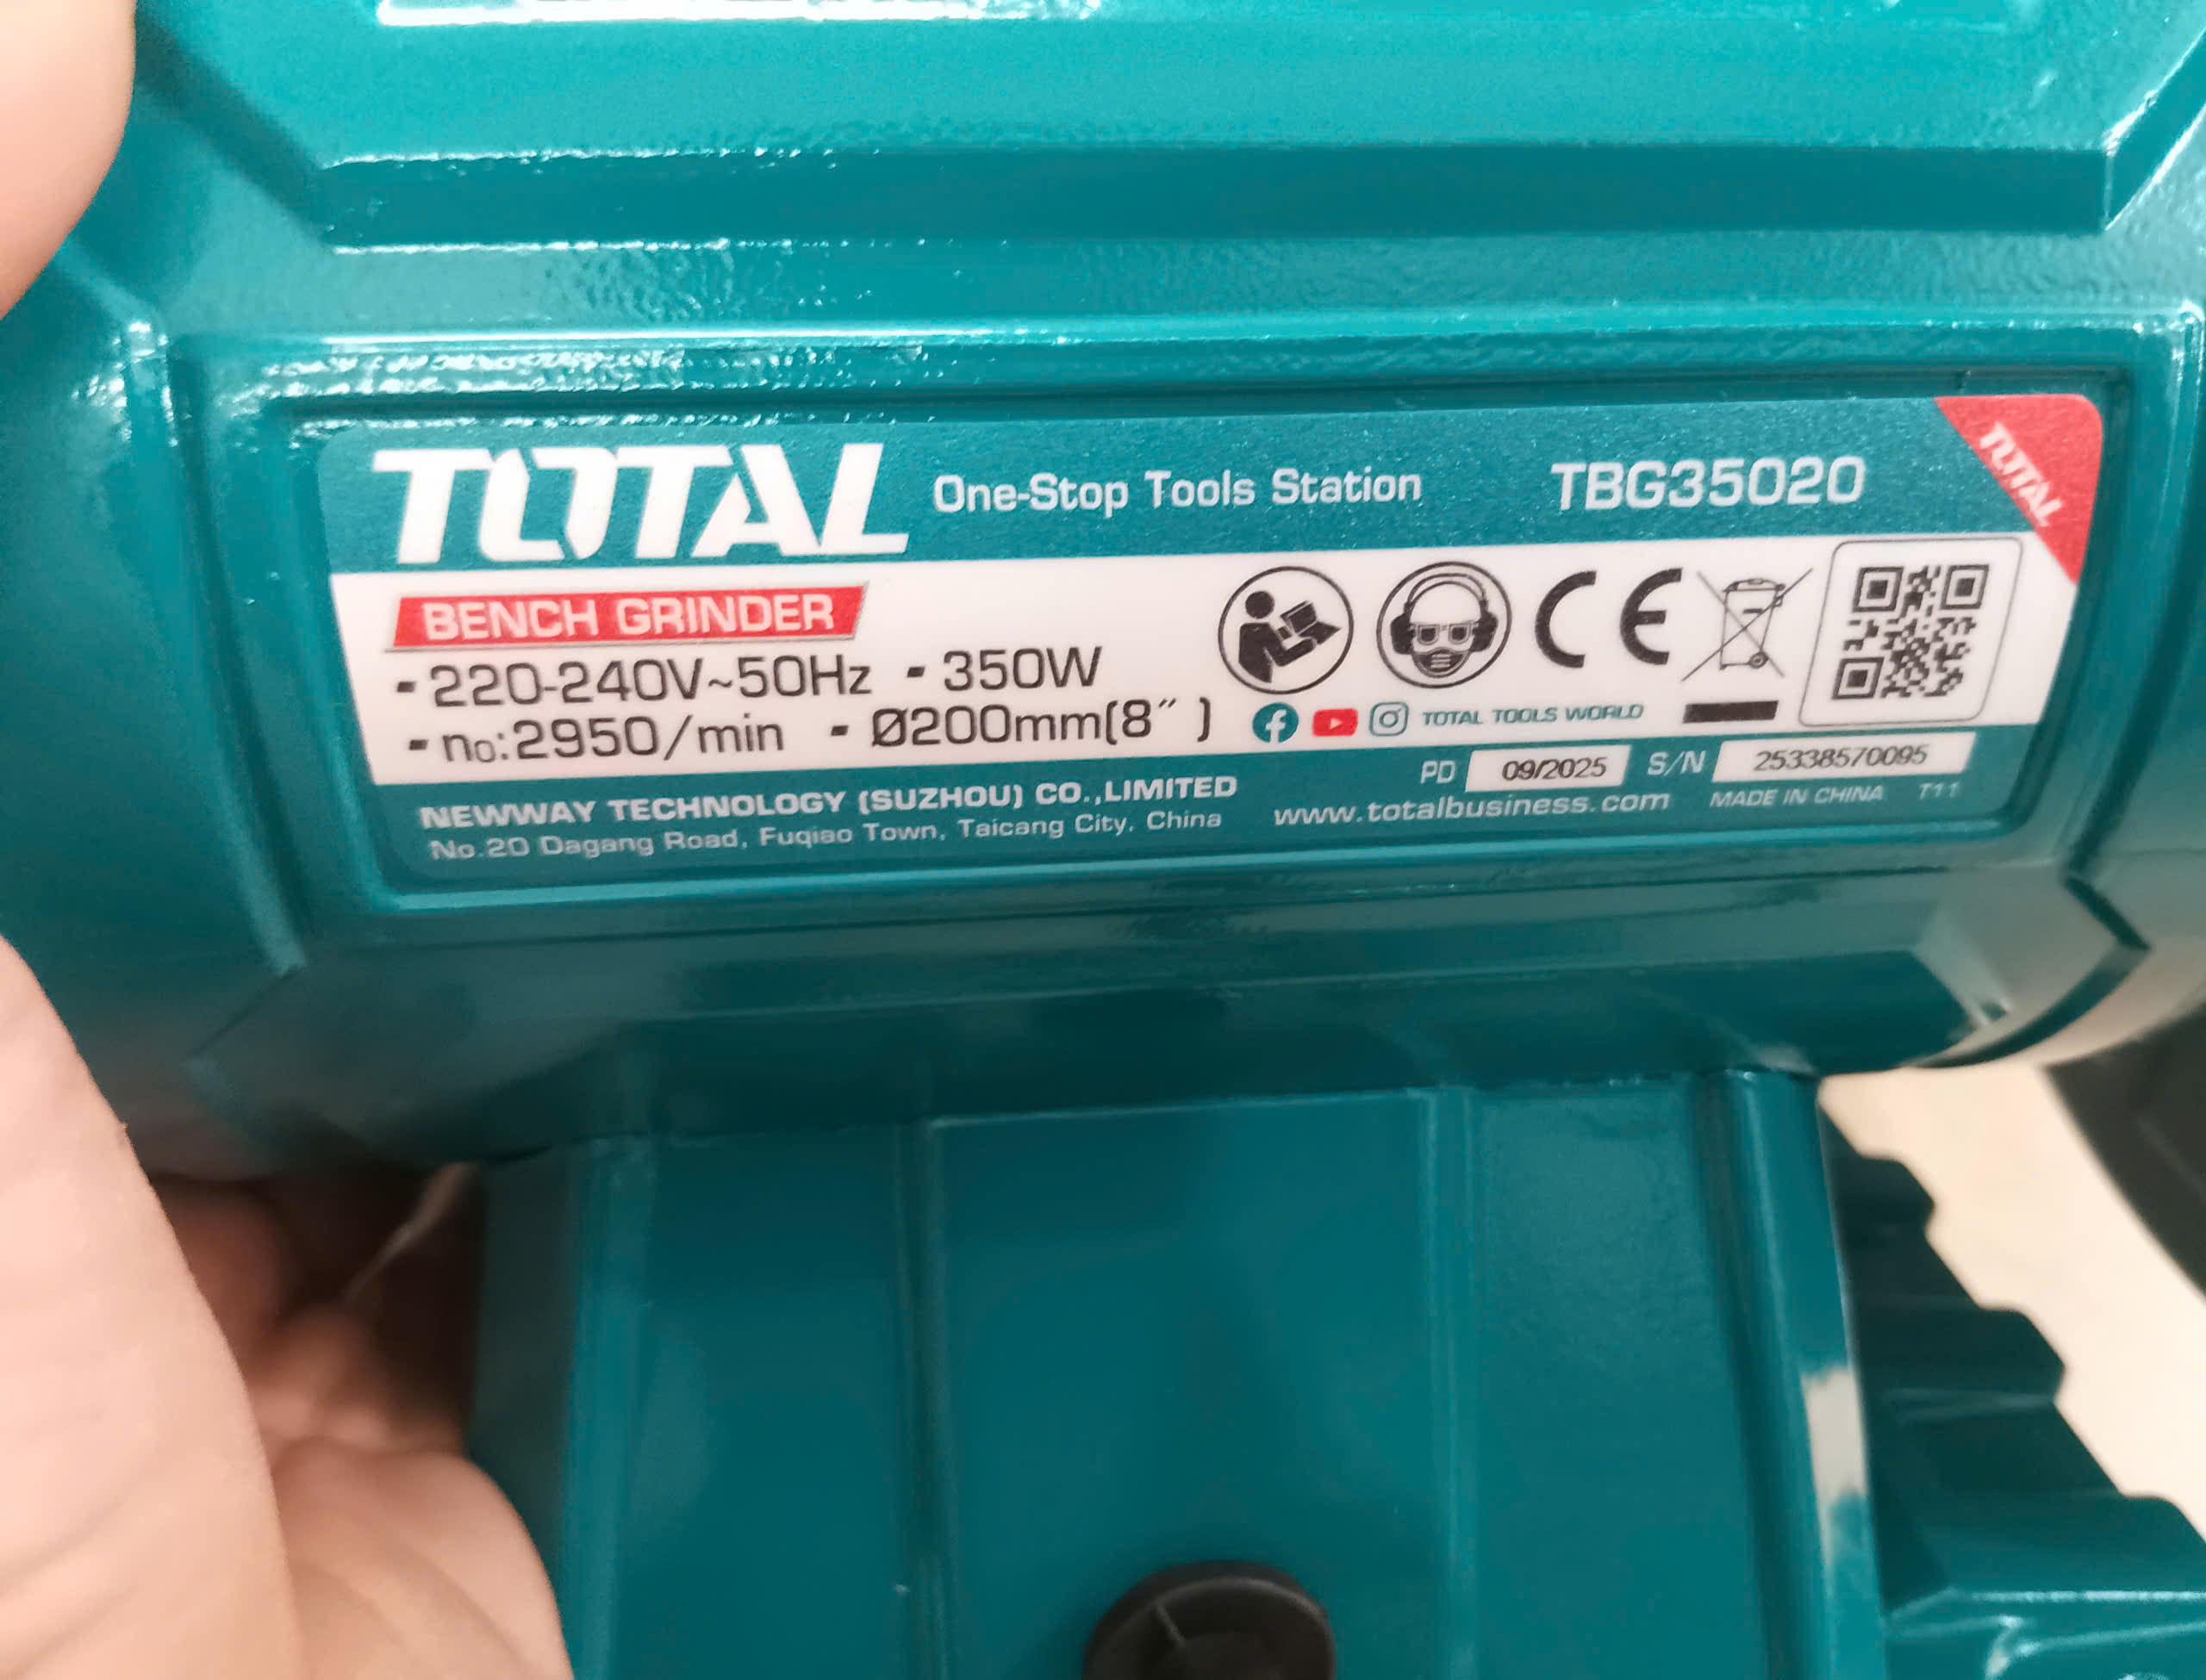 TOTAL One-Stop Tools Station TBG35020 TOTAL
BENCH GRINDER
- 220-240V~50Hz - 350W
- no:2950/min - Ø200mm(8″ )
CE
TOTAL TOOLS WORLD
PD 09/2025 S/N 25338570095
NEWWAY TECHNOLOGY (SUZHOU) CO.,LIMITED
No.20 Dagang Road, Fuqiao Town, Taicang City, China
www.totalbusiness.com MADE IN CHINA T11